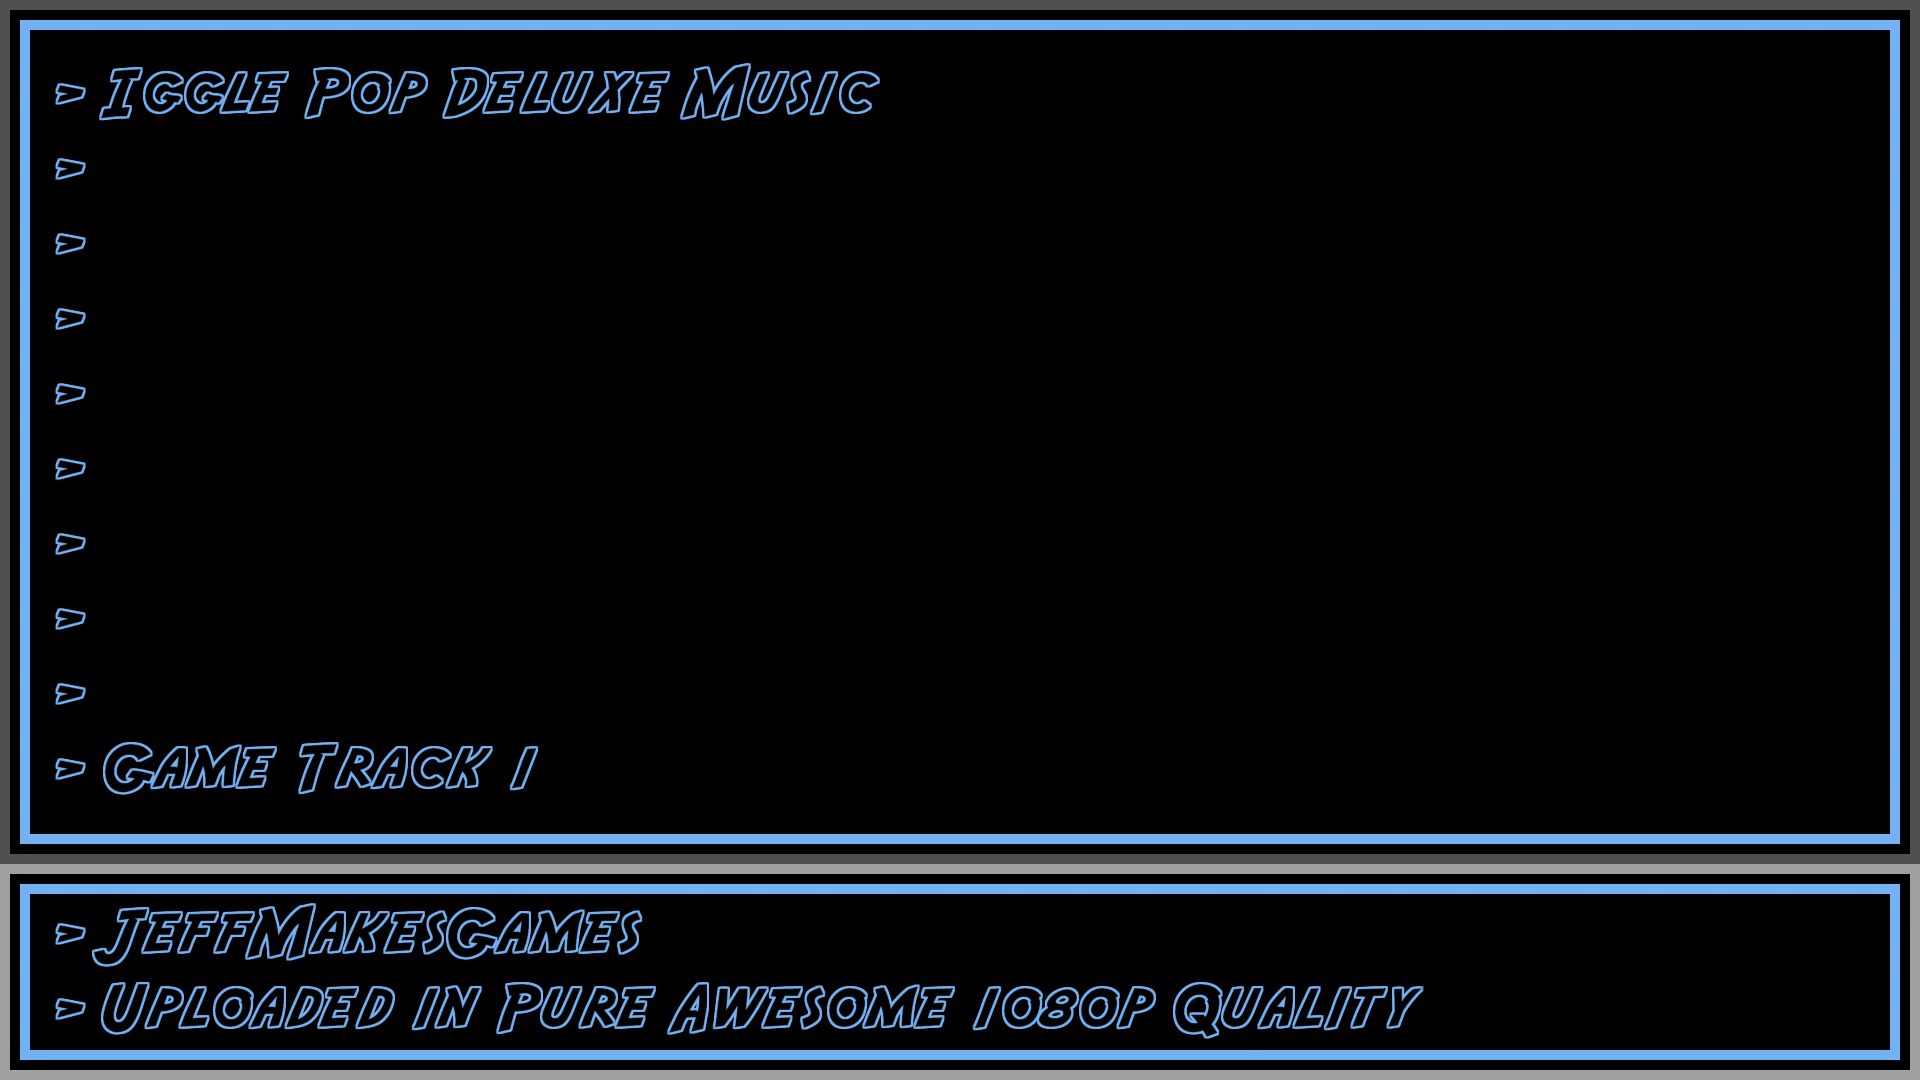 > Iggle Pop Deluxe Music
>
>
>
>
>
>
>
>
> Game Track 1
> JeffMakesGames
> Uploaded in Pure Awesome 1080p Quality